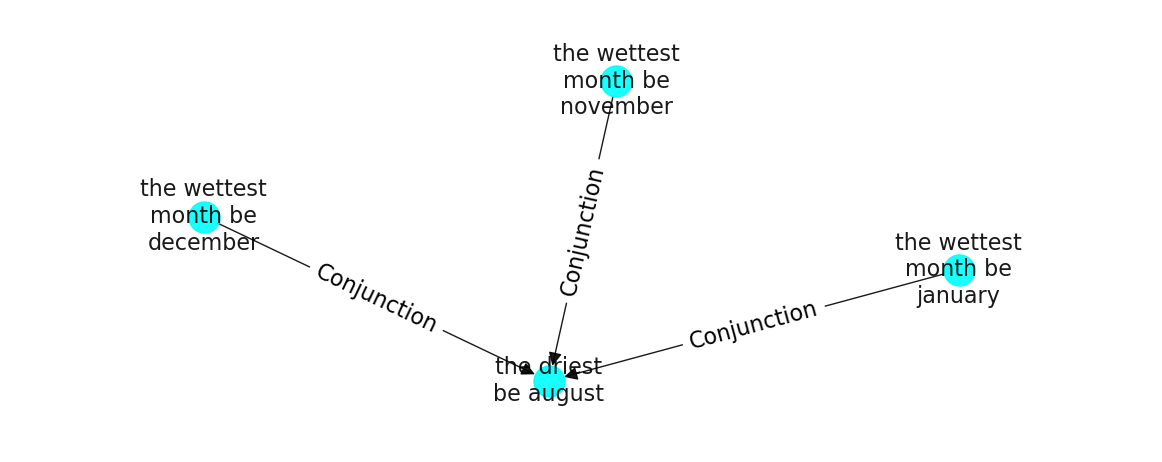 the wettest
month be
november
the wettest
month be
december
Conjunction
the wettest
month be
january
Conjunction
Conjunction
the driest
be august